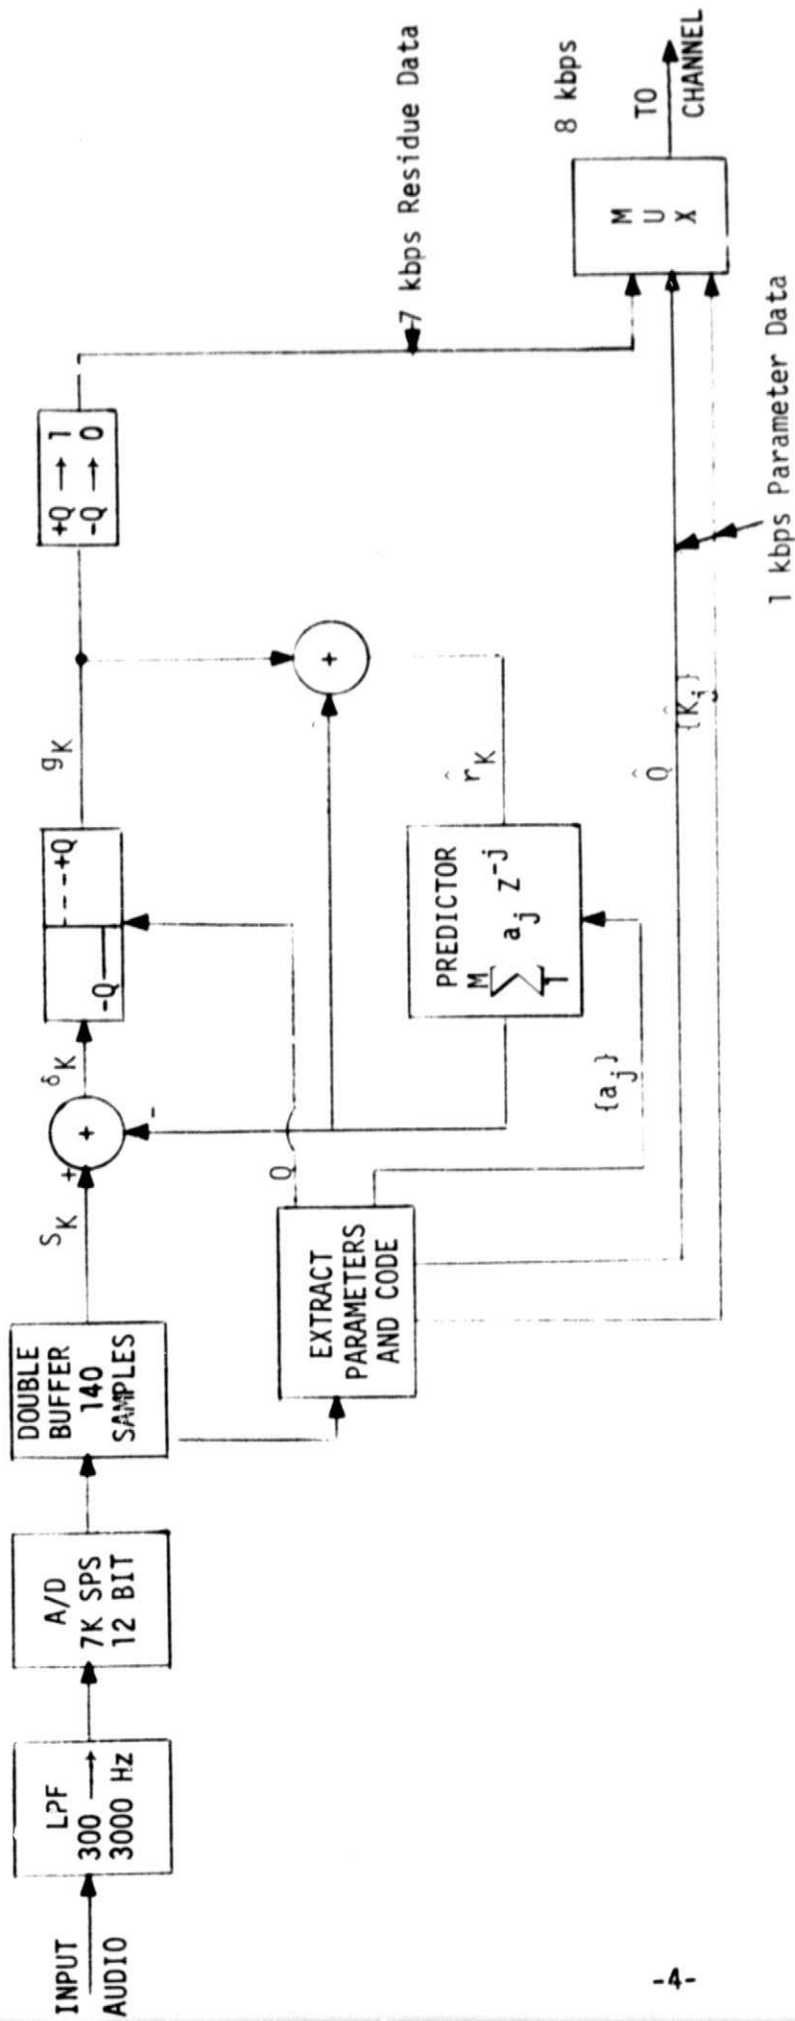 INPUT
AUDIO
LPF
300 →
3000 Hz
A/D
7K SPS
12 BIT
DOUBLE
BUFFER
140
SAMPLES
S_K
+
+
-
δ_K
-Q
+Q
g_K
+Q → 1
-Q → 0
EXTRACT
PARAMETERS
AND CODE
Q
{a_j}
PREDICTOR
M
∑ a_j Z^-j
1
r̂_K
+
Q̂
{K̂_j}
7 kbps Residue Data
1 kbps Parameter Data
M
U
X
8 kbps
TO
CHANNEL
-4-